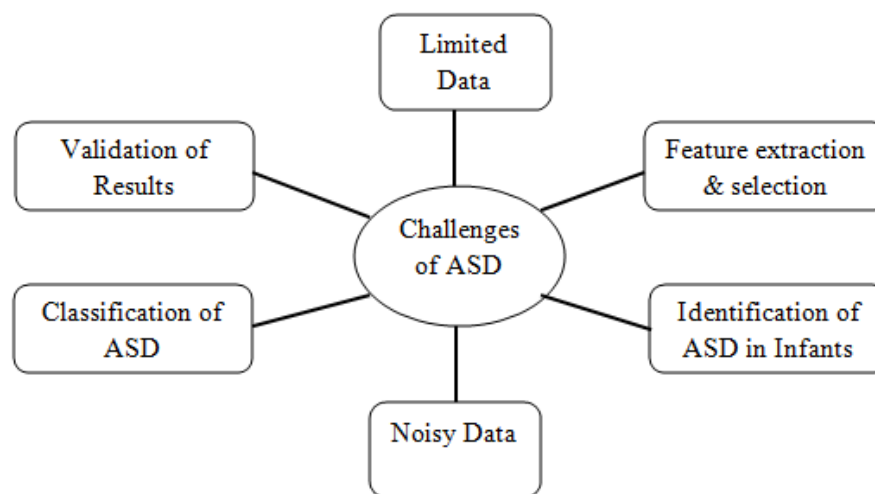 Limited
Data
Validation of
Results
Feature extraction
& selection
Challenges
of ASD
Classification of
ASD
Identification of
ASD in Infants
Noisy Data